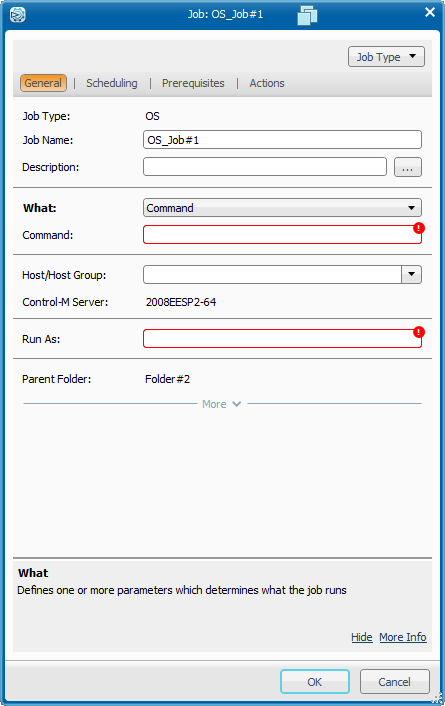 Job: OS_Job#1
Job Type
General | Scheduling | Prerequisites | Actions
Job Type: OS
Job Name: OS_Job#1
Description: ...
What: Command
Command: !
Host/Host Group:
Control-M Server: 2008EESP2-64
Run As: !
Parent Folder: Folder#2
More
What
Defines one or more parameters which determines what the job runs
Hide More Info
OK Cancel